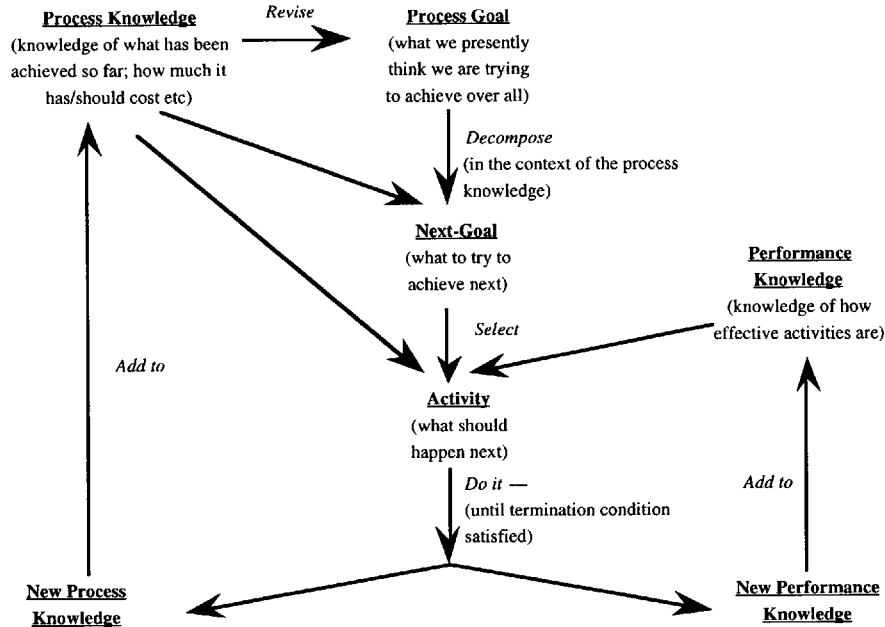 Revise
Process Knowledge
(knowledge of what has been
achieved so far; how much it
has/should cost etc)
Process Goal
(what we presently
think we are trying
to achieve over all)
Decompose
(in the context of the process
knowledge)
Next-Goal
(what to try to
achieve next)
Select
Performance
Knowledge
(knowledge of how
effective activities are)
Add to
Activity
(what should
happen next)
Do it —
(until termination condition
satisfied)
Add to
New Process
Knowledge
New Performance
Knowledge